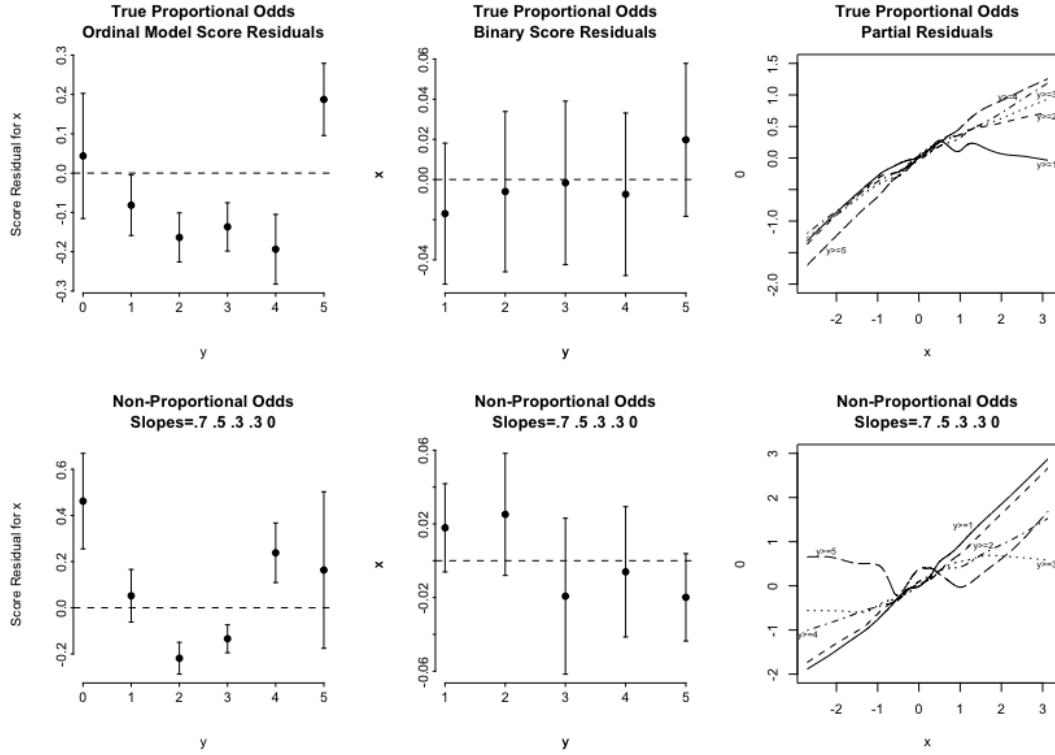 True Proportional Odds
Ordinal Model Score Residuals
Score Residual for x
0.3
0.2
0.1
0.0
-0.1
-0.2
-0.3
0 1 2 3 4 5
y
True Proportional Odds
Binary Score Residuals
x
0.06
0.02
0.00
-0.04
1 2 3 4 5
y
True Proportional Odds
Partial Residuals
0
1.5
1.0
0.5
0.0
-1.0
-2.0
y>=4
y>=3
y>=2
y>=1
y>=5
-2 -1 0 1 2 3
x
Non-Proportional Odds
Slopes=.7 .5 .3 .3 0
Score Residual for x
0.6
0.4
0.2
0.0
-0.2
0 1 2 3 4 5
y
Non-Proportional Odds
Slopes=.7 .5 .3 .3 0
x
0.06
0.02
-0.02
-0.06
1 2 3 4 5
y
Non-Proportional Odds
Slopes=.7 .5 .3 .3 0
0
3
2
1
0
-1
-2
y>=1
y>=5
y>=2
y>=3
y>=4
-2 -1 0 1 2 3
x